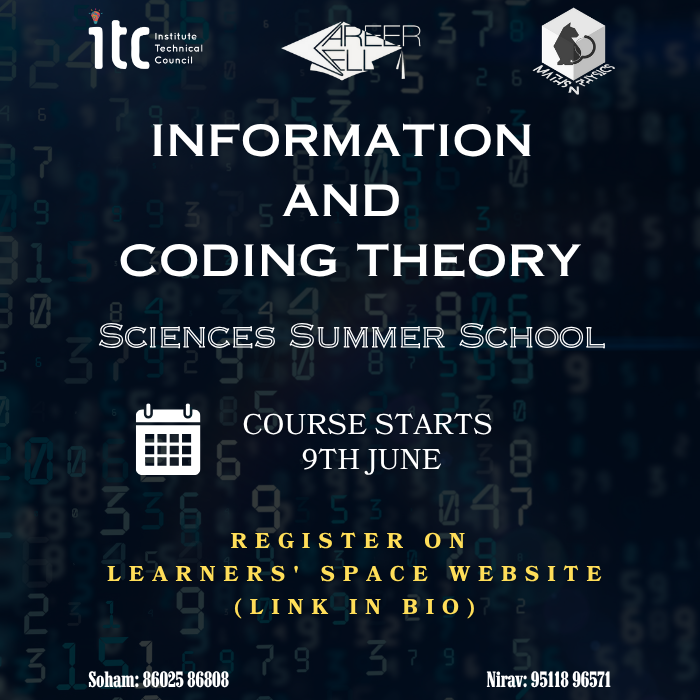 itc Institute
Technical
Council
CAREER
CELL
MATHS N PHYSICS
INFORMATION
AND
CODING THEORY
SCIENCES SUMMER SCHOOL
COURSE STARTS
9TH JUNE
REGISTER ON
LEARNERS' SPACE WEBSITE
(LINK IN BIO)
Soham: 86025 86808
Nirav: 95118 96571